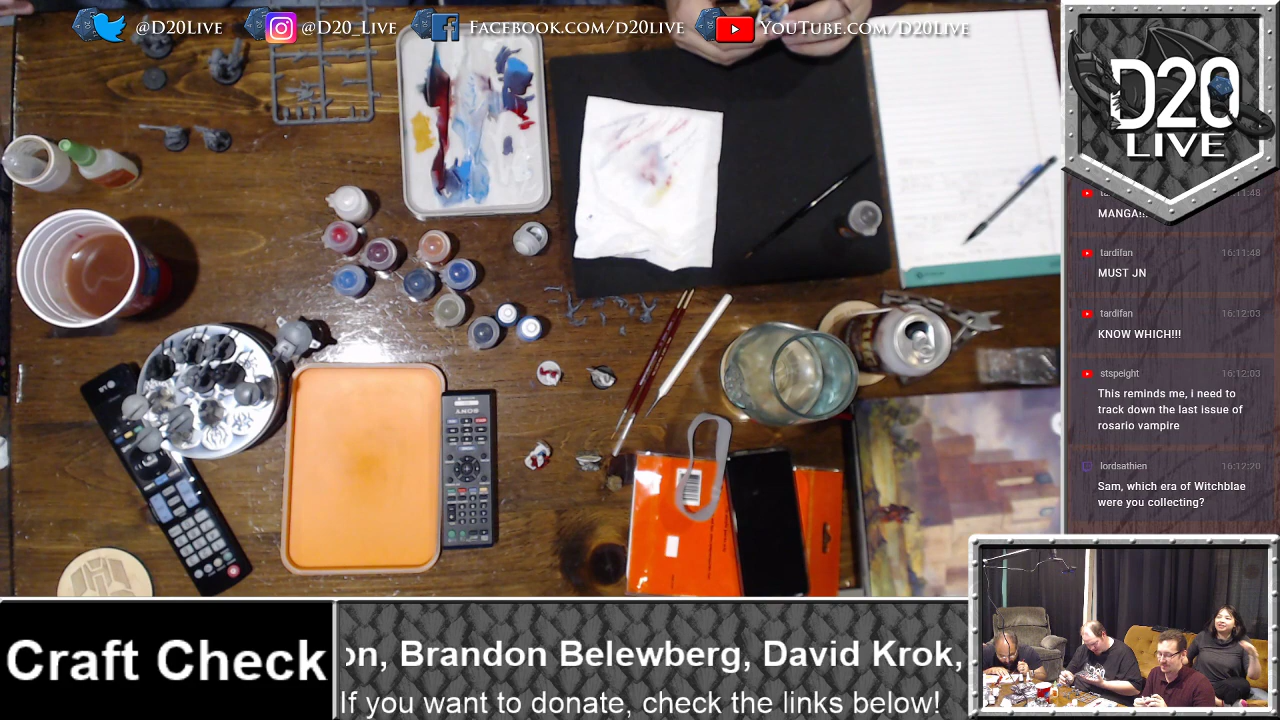 @D20Live
@D20_Live
Facebook.com/D20Live
YouTube.com/D20Live
D20
LIVE
MANGA!!!
tardifan 16:11:48
MUST JN
tardifan 16:12:03
KNOW WHICH!!!
stspeight 16:12:03
This reminds me, i need to
track down the last issue of
rosario vampire
lordsathien 16:12:20
Sam, which era of Witchblae
were you collecting?
SONY
Craft Check
on, Brandon Belewberg, David Krok,
If you want to donate, check the links below!